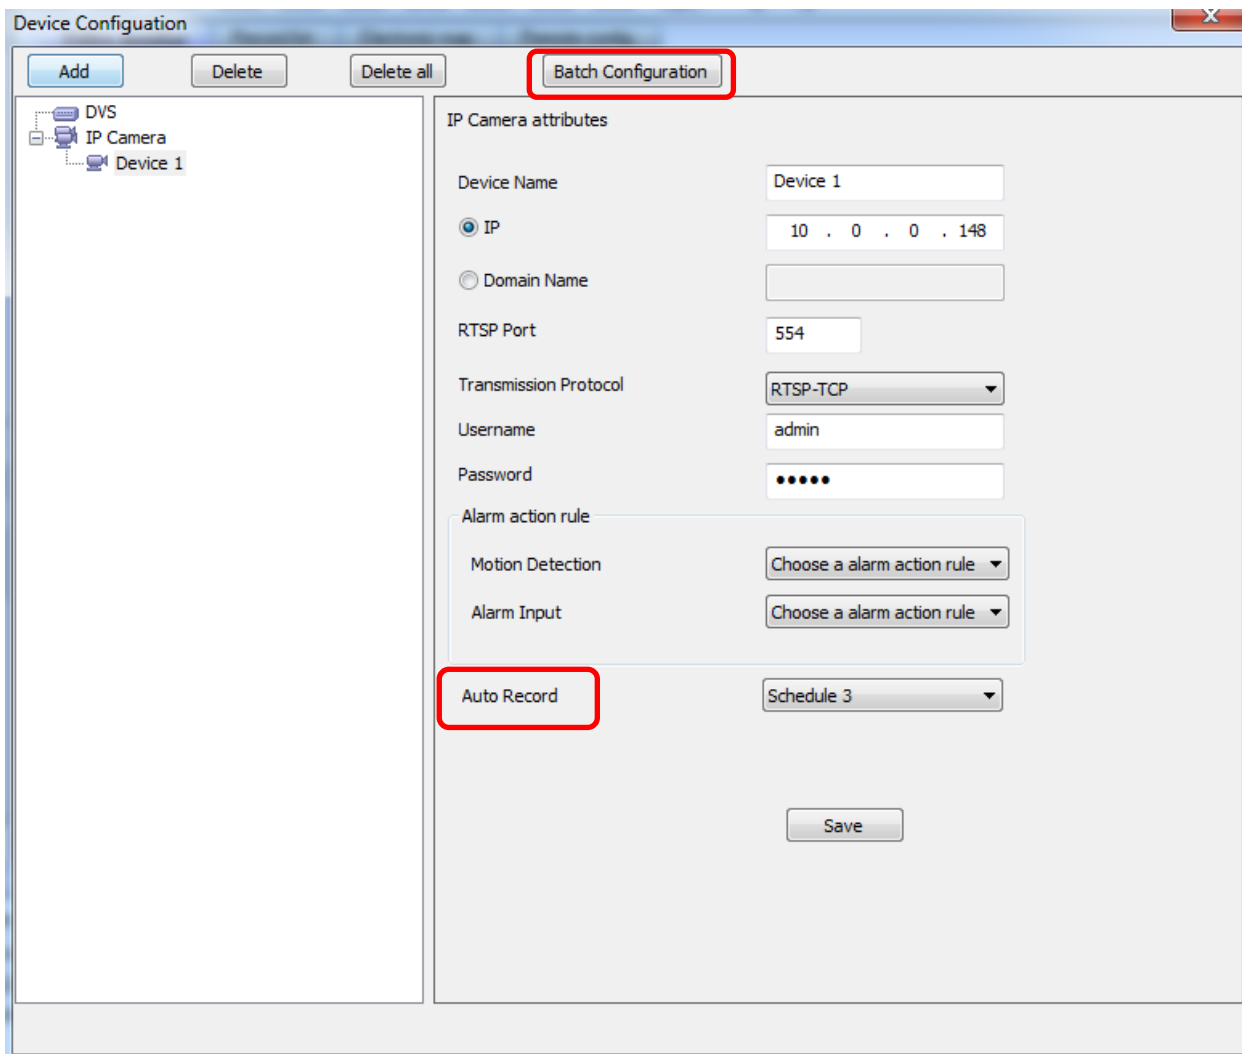 Device Configuation
Add Delete Delete all Batch Configuration
DVS
IP Camera
Device 1
IP Camera attributes
Device Name Device 1
IP 10 . 0 . 0 . 148
Domain Name
RTSP Port 554
Transmission Protocol RTSP-TCP
Username admin
Password •••••
Alarm action rule
Motion Detection Choose a alarm action rule
Alarm Input Choose a alarm action rule
Auto Record Schedule 3
Save